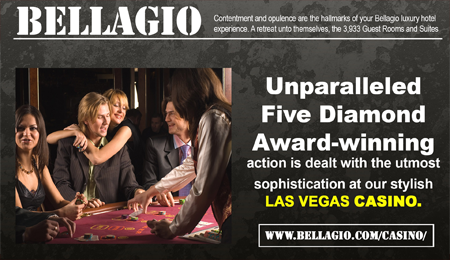 BELLAGIO
Contentment and opulence are the hallmarks of your Bellagio luxury hotel
experience. A retreat unto themselves, the 3,933 Guest Rooms and Suites
Unparalleled
Five Diamond
Award-winning
action is dealt with the utmost
sophistication at our stylish
LAS VEGAS CASINO.
WWW.BELLAGIO.COM/CASINO/